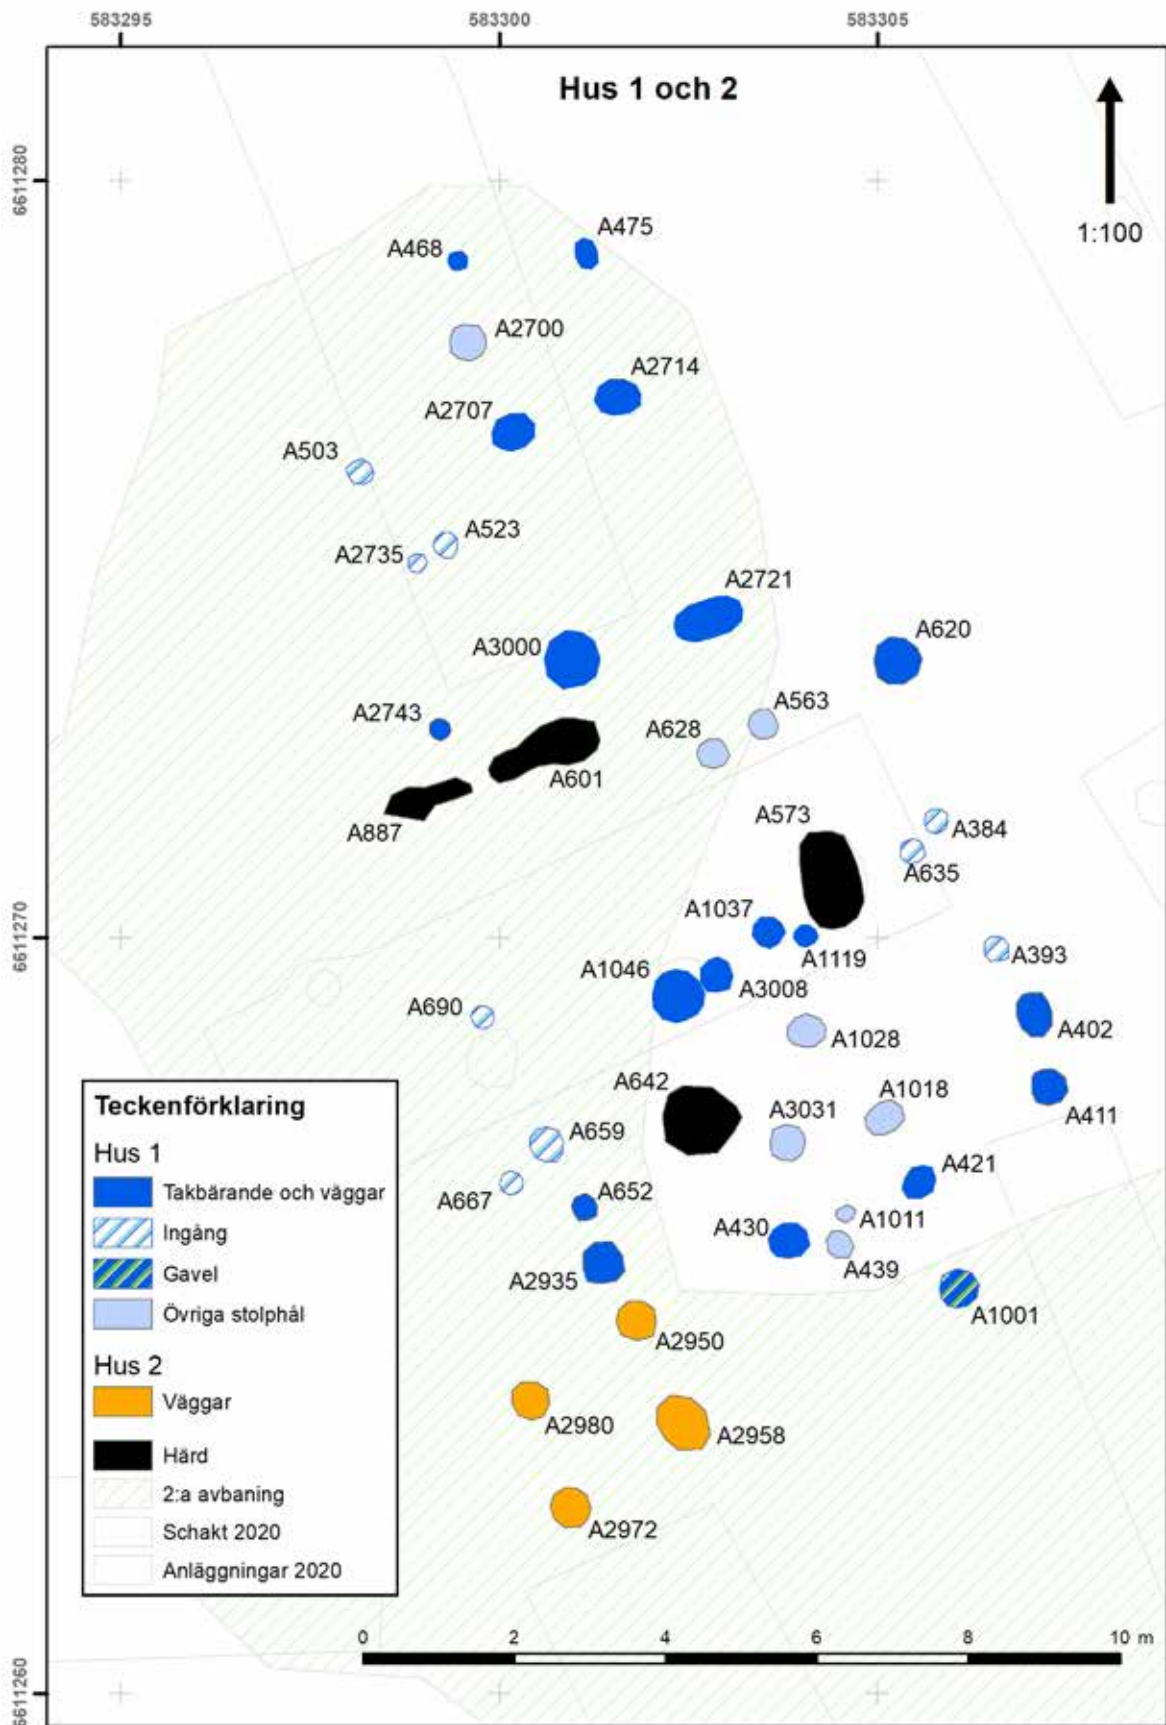 583295
583300
583305
Hus 1 och 2
6611280
1:100
A475
A468
A2700
A2714
A2707
A503
A523
A2735
A2721
A3000
A620
A2743
A563
A628
A601
A887
A573
A384
A635
A1037
6611270
A1119
A393
A1046
A3008
A690
A402
A1028
A642
A1018
A3031
A411
A659
A667
A652
A421
A1011
A430
A439
A2935
A1001
A2950
A2980
A2958
A2972
Teckenförklaring
Hus 1
Takbärande och väggar
Ingång
Gavel
Övriga stolphål
Hus 2
Väggar
Härd
2:a avbaning
Schakt 2020
Anläggningar 2020
0 2 4 6 8 10 m
6611260